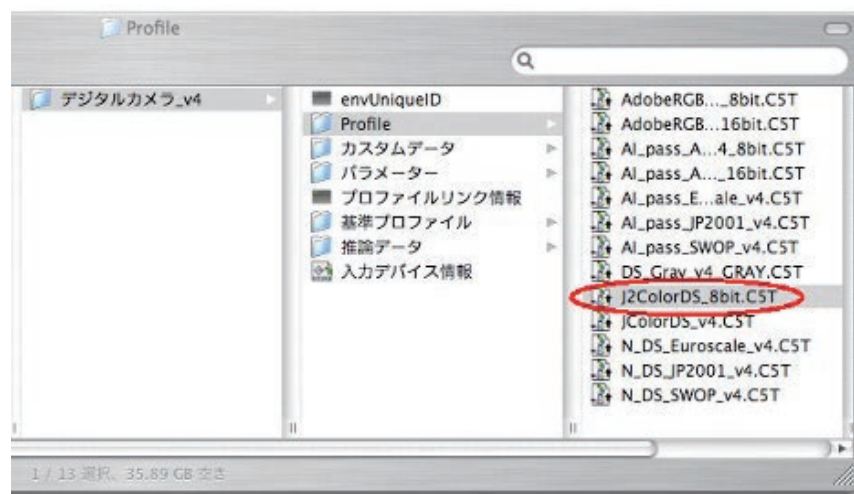 Profile
デジタルカメラ_v4
envUniqueID
Profile
カスタムデータ
パラメーター
プロファイルリンク情報
基準プロファイル
推論データ
入力デバイス情報
AdobeRGB..._8bit.C5T
AdobeRGB...16bit.C5T
AI_pass_A...4_8bit.C5T
AI_pass_A..._16bit.C5T
AI_pass_E...ale_v4.C5T
AI_pass_JP2001_v4.C5T
AI_pass_SWOP_v4.C5T
DS_Gray_v4_GRAY.C5T
J2ColorDS_8bit.C5T
JColorDS_v4.C5T
N_DS_Euroscale_v4.C5T
N_DS_JP2001_v4.C5T
N_DS_SWOP_v4.C5T
1 / 13 選択、35.89 GB 空き